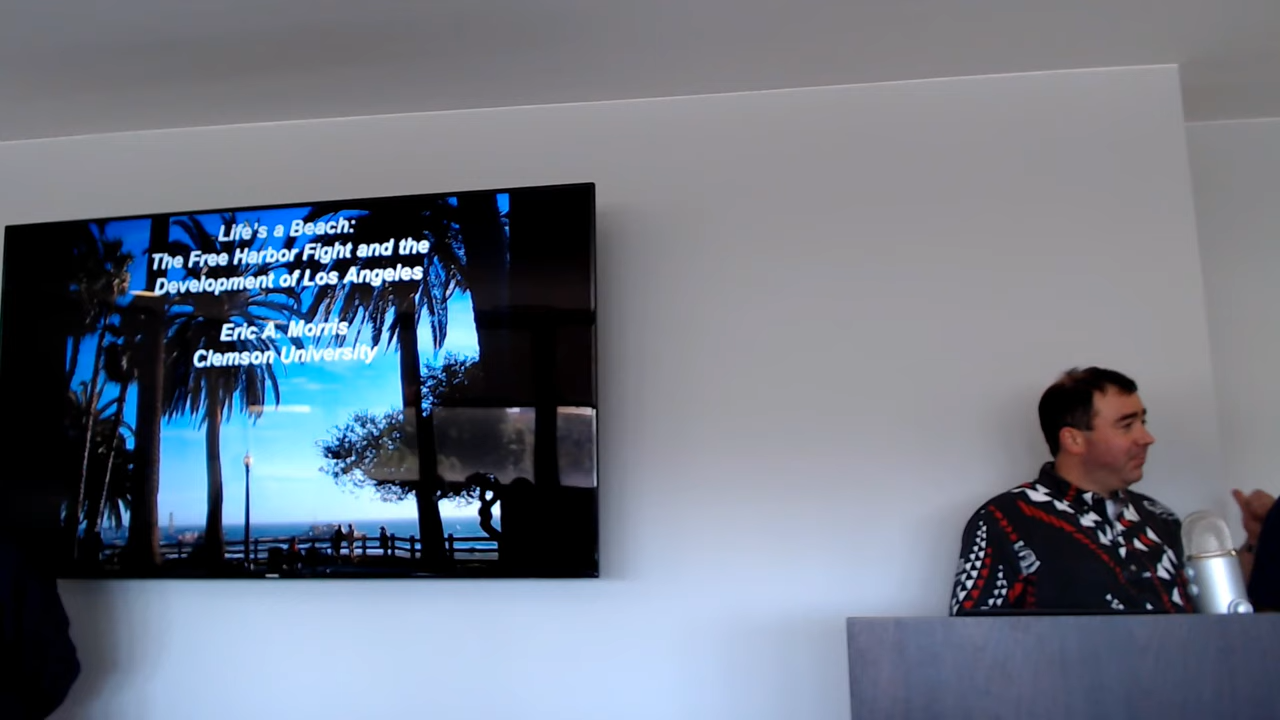 Life's a Beach:
The Free Harbor Fight and the
Development of Los Angeles
Eric A. Morris
Clemson University